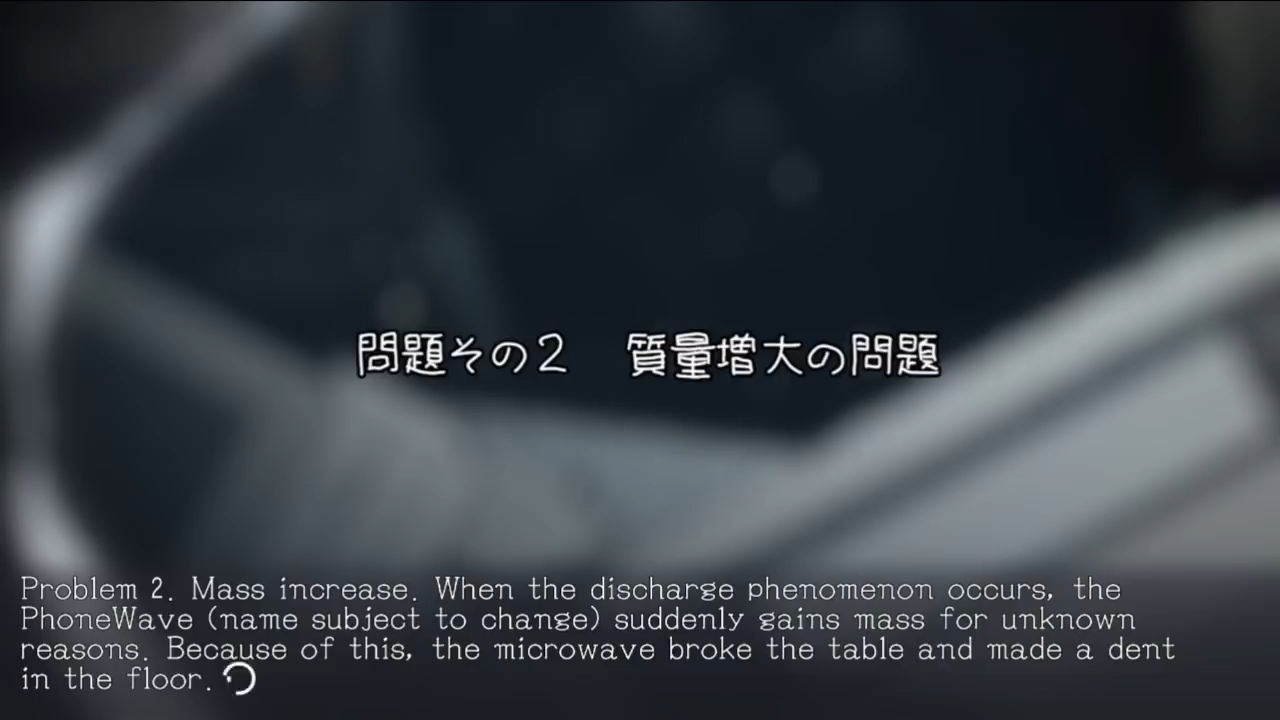 問題その２　質量増大の問題
Problem 2. Mass increase. When the discharge phenomenon occurs, the
PhoneWave (name subject to change) suddenly gains mass for unknown
reasons. Because of this, the microwave broke the table and made a dent
in the floor.